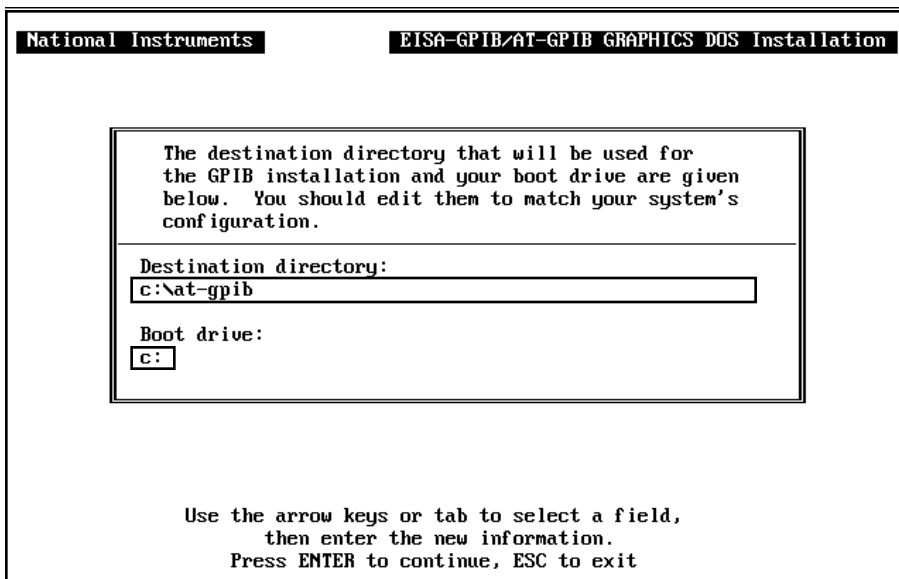 National Instruments
EISA-GPIB/AT-GPIB GRAPHICS DOS Installation
The destination directory that will be used for
the GPIB installation and your boot drive are given
below.  You should edit them to match your system's
configuration.
Destination directory:
c:\at-gpib
Boot drive:
c:
Use the arrow keys or tab to select a field,
then enter the new information.
Press ENTER to continue, ESC to exit